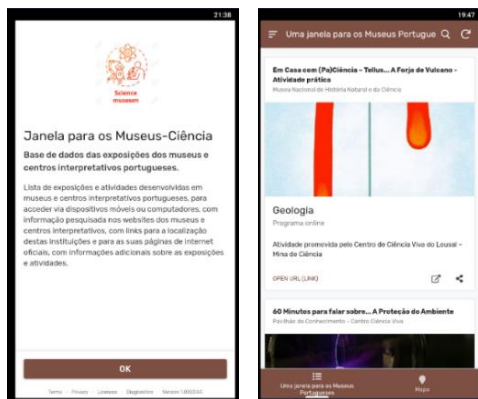 21:38
Science
museum
Janela para os Museus-Ciência
Base de dados das exposições dos museus e
centros interpretativos portugueses.
Lista de exposições e atividades desenvolvidas em
museus e centros interpretativos portugueses, para
acceder via dispositivos móveis ou computadores, com
informação pesquisada nos websites dos museus e
centros interpretativos, com links para a localização
destas instituições e para as suas páginas de internet
oficiais, com informações adicionais sobre as exposições
e atividades.
OK
Terms · Privacy · Licenses · Diagnostics · Version
19:47
Uma janela para os Museus Portugue
Em Casa com (Pa)Ciência - Tellus... A Forja de Vulcano -
Atividade prática
Museu Nacional de História Natural e da Ciência
Geologia
Programa online
Atividade promovida pelo Centro de Ciência Viva do Lousal -
Mina de Ciência
OPEN URL (LINK)
60 Minutos para falar sobre... A Proteção do Ambiente
Pavilhão do Conhecimento - Centro Ciência Viva
Uma janela para os Museus
Portugueses
Mapa